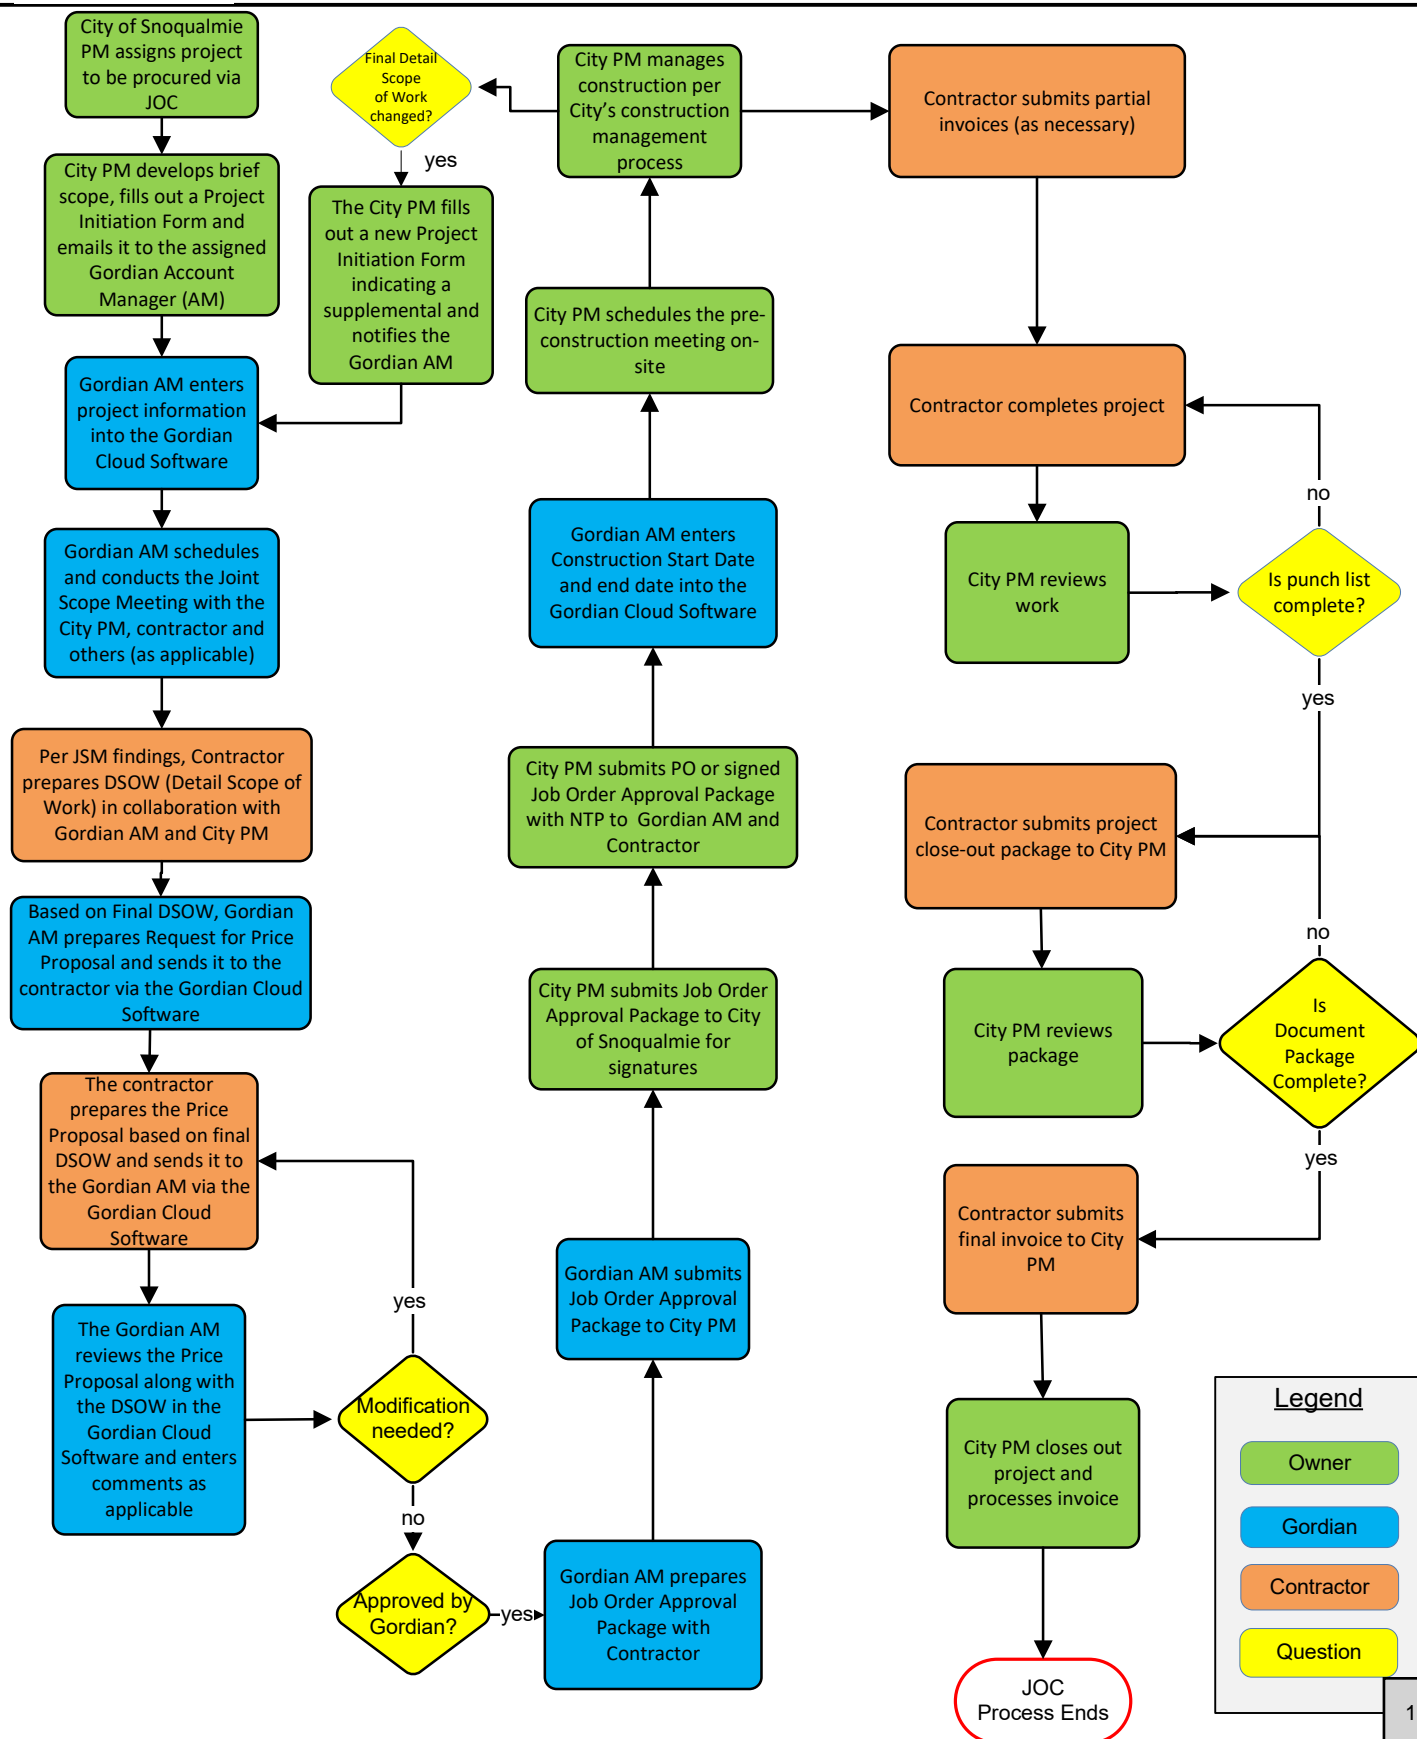 City of Snoqualmie
PM assigns project
to be procured via
JOC
City PM develops brief
scope, fills out a Project
Initiation Form and
emails it to the assigned
Gordian Account
Manager (AM)
Gordian AM enters
project information
into the Gordian
Cloud Software
Gordian AM schedules
and conducts the Joint
Scope Meeting with the
City PM, contractor and
others (as applicable)
Per JSM findings, Contractor
prepares DSOW (Detail Scope of
Work) in collaboration with
Gordian AM and City PM
Based on Final DSOW, Gordian
AM prepares Request for Price
Proposal and sends it to the
contractor via the Gordian Cloud
Software
The contractor
prepares the Price
Proposal based on final
DSOW and sends it to
the Gordian AM via the
Gordian Cloud
Software
The Gordian AM
reviews the Price
Proposal along with
the DSOW in the
Gordian Cloud
Software and enters
comments as
applicable
Final Detail
Scope
of Work
changed?
yes
The City PM fills
out a new Project
Initiation Form
indicating a
supplemental and
notifies the
Gordian AM
yes
Modification
needed?
no
Approved by
Gordian?
yes
City PM manages
construction per
City’s construction
management
process
City PM schedules the pre-
construction meeting on-
site
Gordian AM enters
Construction Start Date
and end date into the
Gordian Cloud Software
City PM submits PO or signed
Job Order Approval Package
with NTP to Gordian AM and
Contractor
City PM submits Job Order
Approval Package to City
of Snoqualmie for
signatures
Gordian AM submits
Job Order Approval
Package to City PM
Gordian AM prepares
Job Order Approval
Package with
Contractor
Contractor submits partial
invoices (as necessary)
Contractor completes project
no
City PM reviews
work
Is punch list
complete?
yes
Contractor submits project
close-out package to City PM
no
City PM reviews
package
Is
Document
Package
Complete?
yes
Contractor submits
final invoice to City
PM
City PM closes out
project and
processes invoice
JOC
Process Ends
Legend
Owner
Gordian
Contractor
Question
1